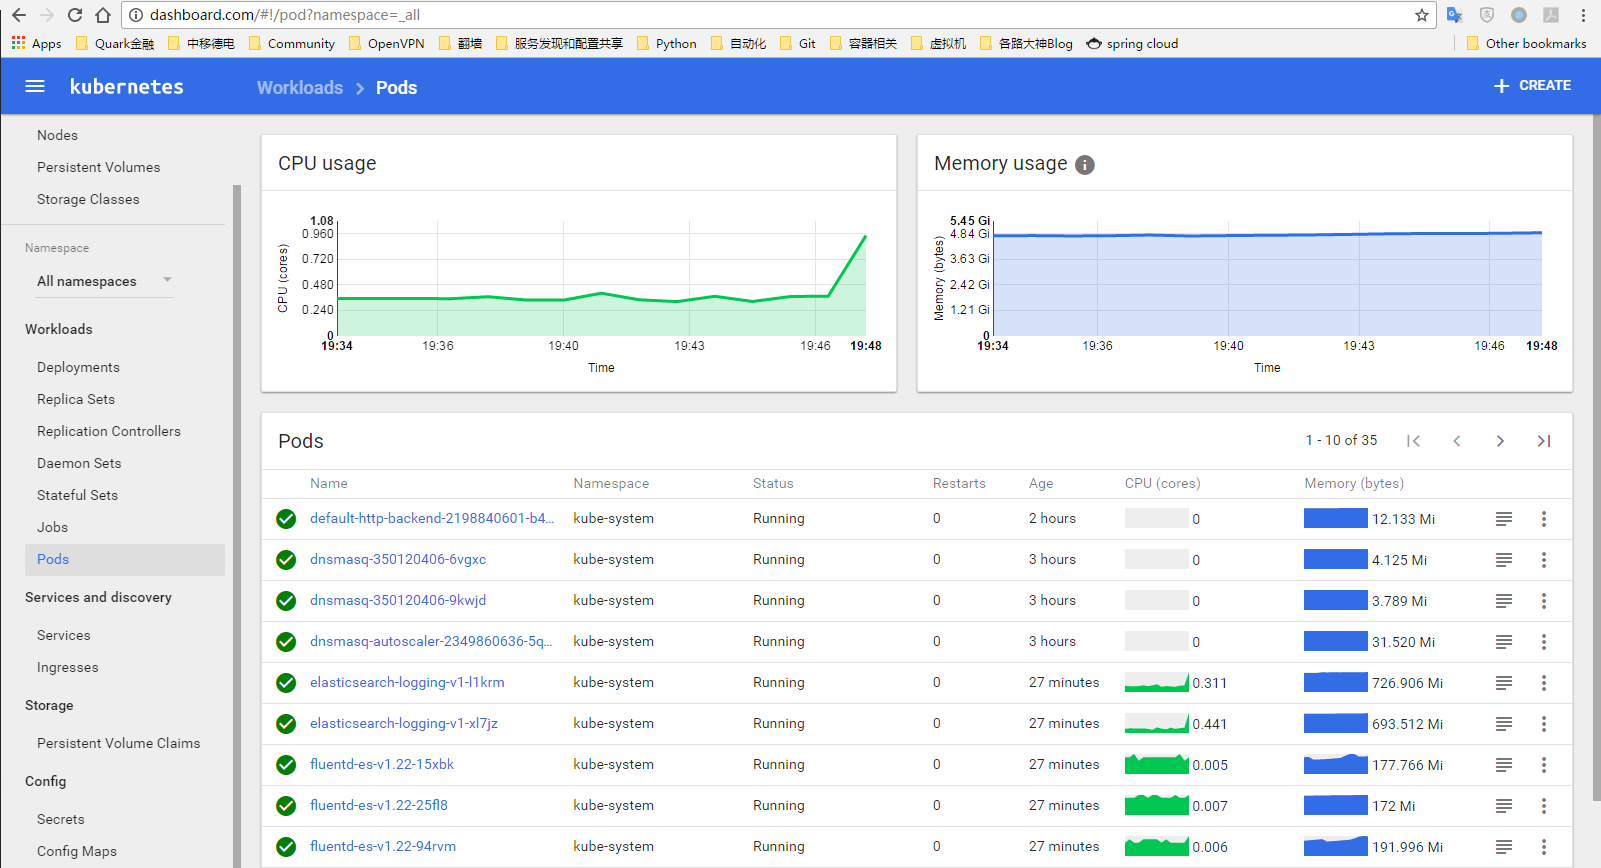 dashboard.com/#!/pod?namespace=_all
Apps Quark金融 中移德电 Community OpenVPN 翻墙 服务发现和配置共享 Python 自动化 Git 容器相关 虚拟机 各路大神Blog spring cloud Other bookmarks
kubernetes Workloads > Pods + CREATE
Nodes
Persistent Volumes
Storage Classes
Namespace
All namespaces
Workloads
Deployments
Replica Sets
Replication Controllers
Daemon Sets
Stateful Sets
Jobs
Pods
Services and discovery
Services
Ingresses
Storage
Persistent Volume Claims
Config
Secrets
Config Maps
CPU usage
CPU (cores)
1.08
0.960
0.720
0.480
0.240
0
19:34 19:36 19:40 19:43 19:46 19:48
Time
Memory usage i
Memory (bytes)
5.45 Gi
4.84 Gi
3.63 Gi
2.42 Gi
1.21 Gi
0
19:34 19:36 19:40 19:43 19:46 19:48
Time
Pods 1 - 10 of 35
Name Namespace Status Restarts Age CPU (cores) Memory (bytes)
default-http-backend-2198840601-b4... kube-system Running 0 2 hours 0 12.133 Mi
dnsmasq-350120406-6vgxc kube-system Running 0 3 hours 0 4.125 Mi
dnsmasq-350120406-9kwjd kube-system Running 0 3 hours 0 3.789 Mi
dnsmasq-autoscaler-2349860636-5q... kube-system Running 0 3 hours 0 31.520 Mi
elasticsearch-logging-v1-l1krm kube-system Running 0 27 minutes 0.311 726.906 Mi
elasticsearch-logging-v1-xl7jz kube-system Running 0 27 minutes 0.441 693.512 Mi
fluentd-es-v1.22-15xbk kube-system Running 0 27 minutes 0.005 177.766 Mi
fluentd-es-v1.22-25fl8 kube-system Running 0 27 minutes 0.007 172 Mi
fluentd-es-v1.22-94rvm kube-system Running 0 27 minutes 0.006 191.996 Mi